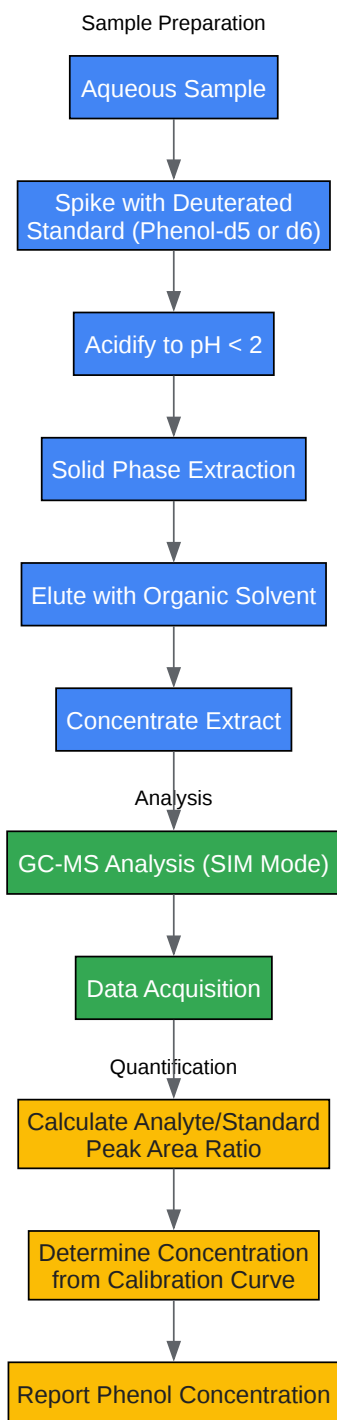 Sample Preparation
Aqueous Sample
Spike with Deuterated
Standard (Phenol-d5 or d6)
Acidify to pH < 2
Solid Phase Extraction
Elute with Organic Solvent
Concentrate Extract
Analysis
GC-MS Analysis (SIM Mode)
Data Acquisition
Quantification
Calculate Analyte/Standard
Peak Area Ratio
Determine Concentration
from Calibration Curve
Report Phenol Concentration